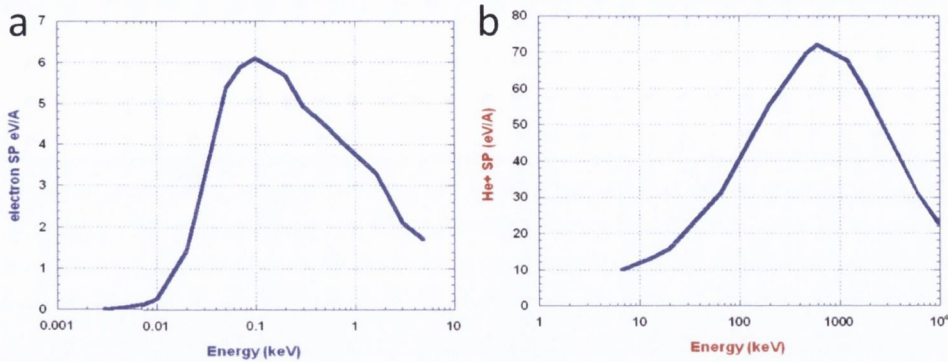 a
7
6
5
4
3
2
1
0
electron SP eV/A
0.001 0.01 0.1 1 10
Energy (keV)
b
80
70
60
50
40
30
20
10
0
He+ SP (eV/A)
1 10 100 1000 10⁴
Energy (keV)